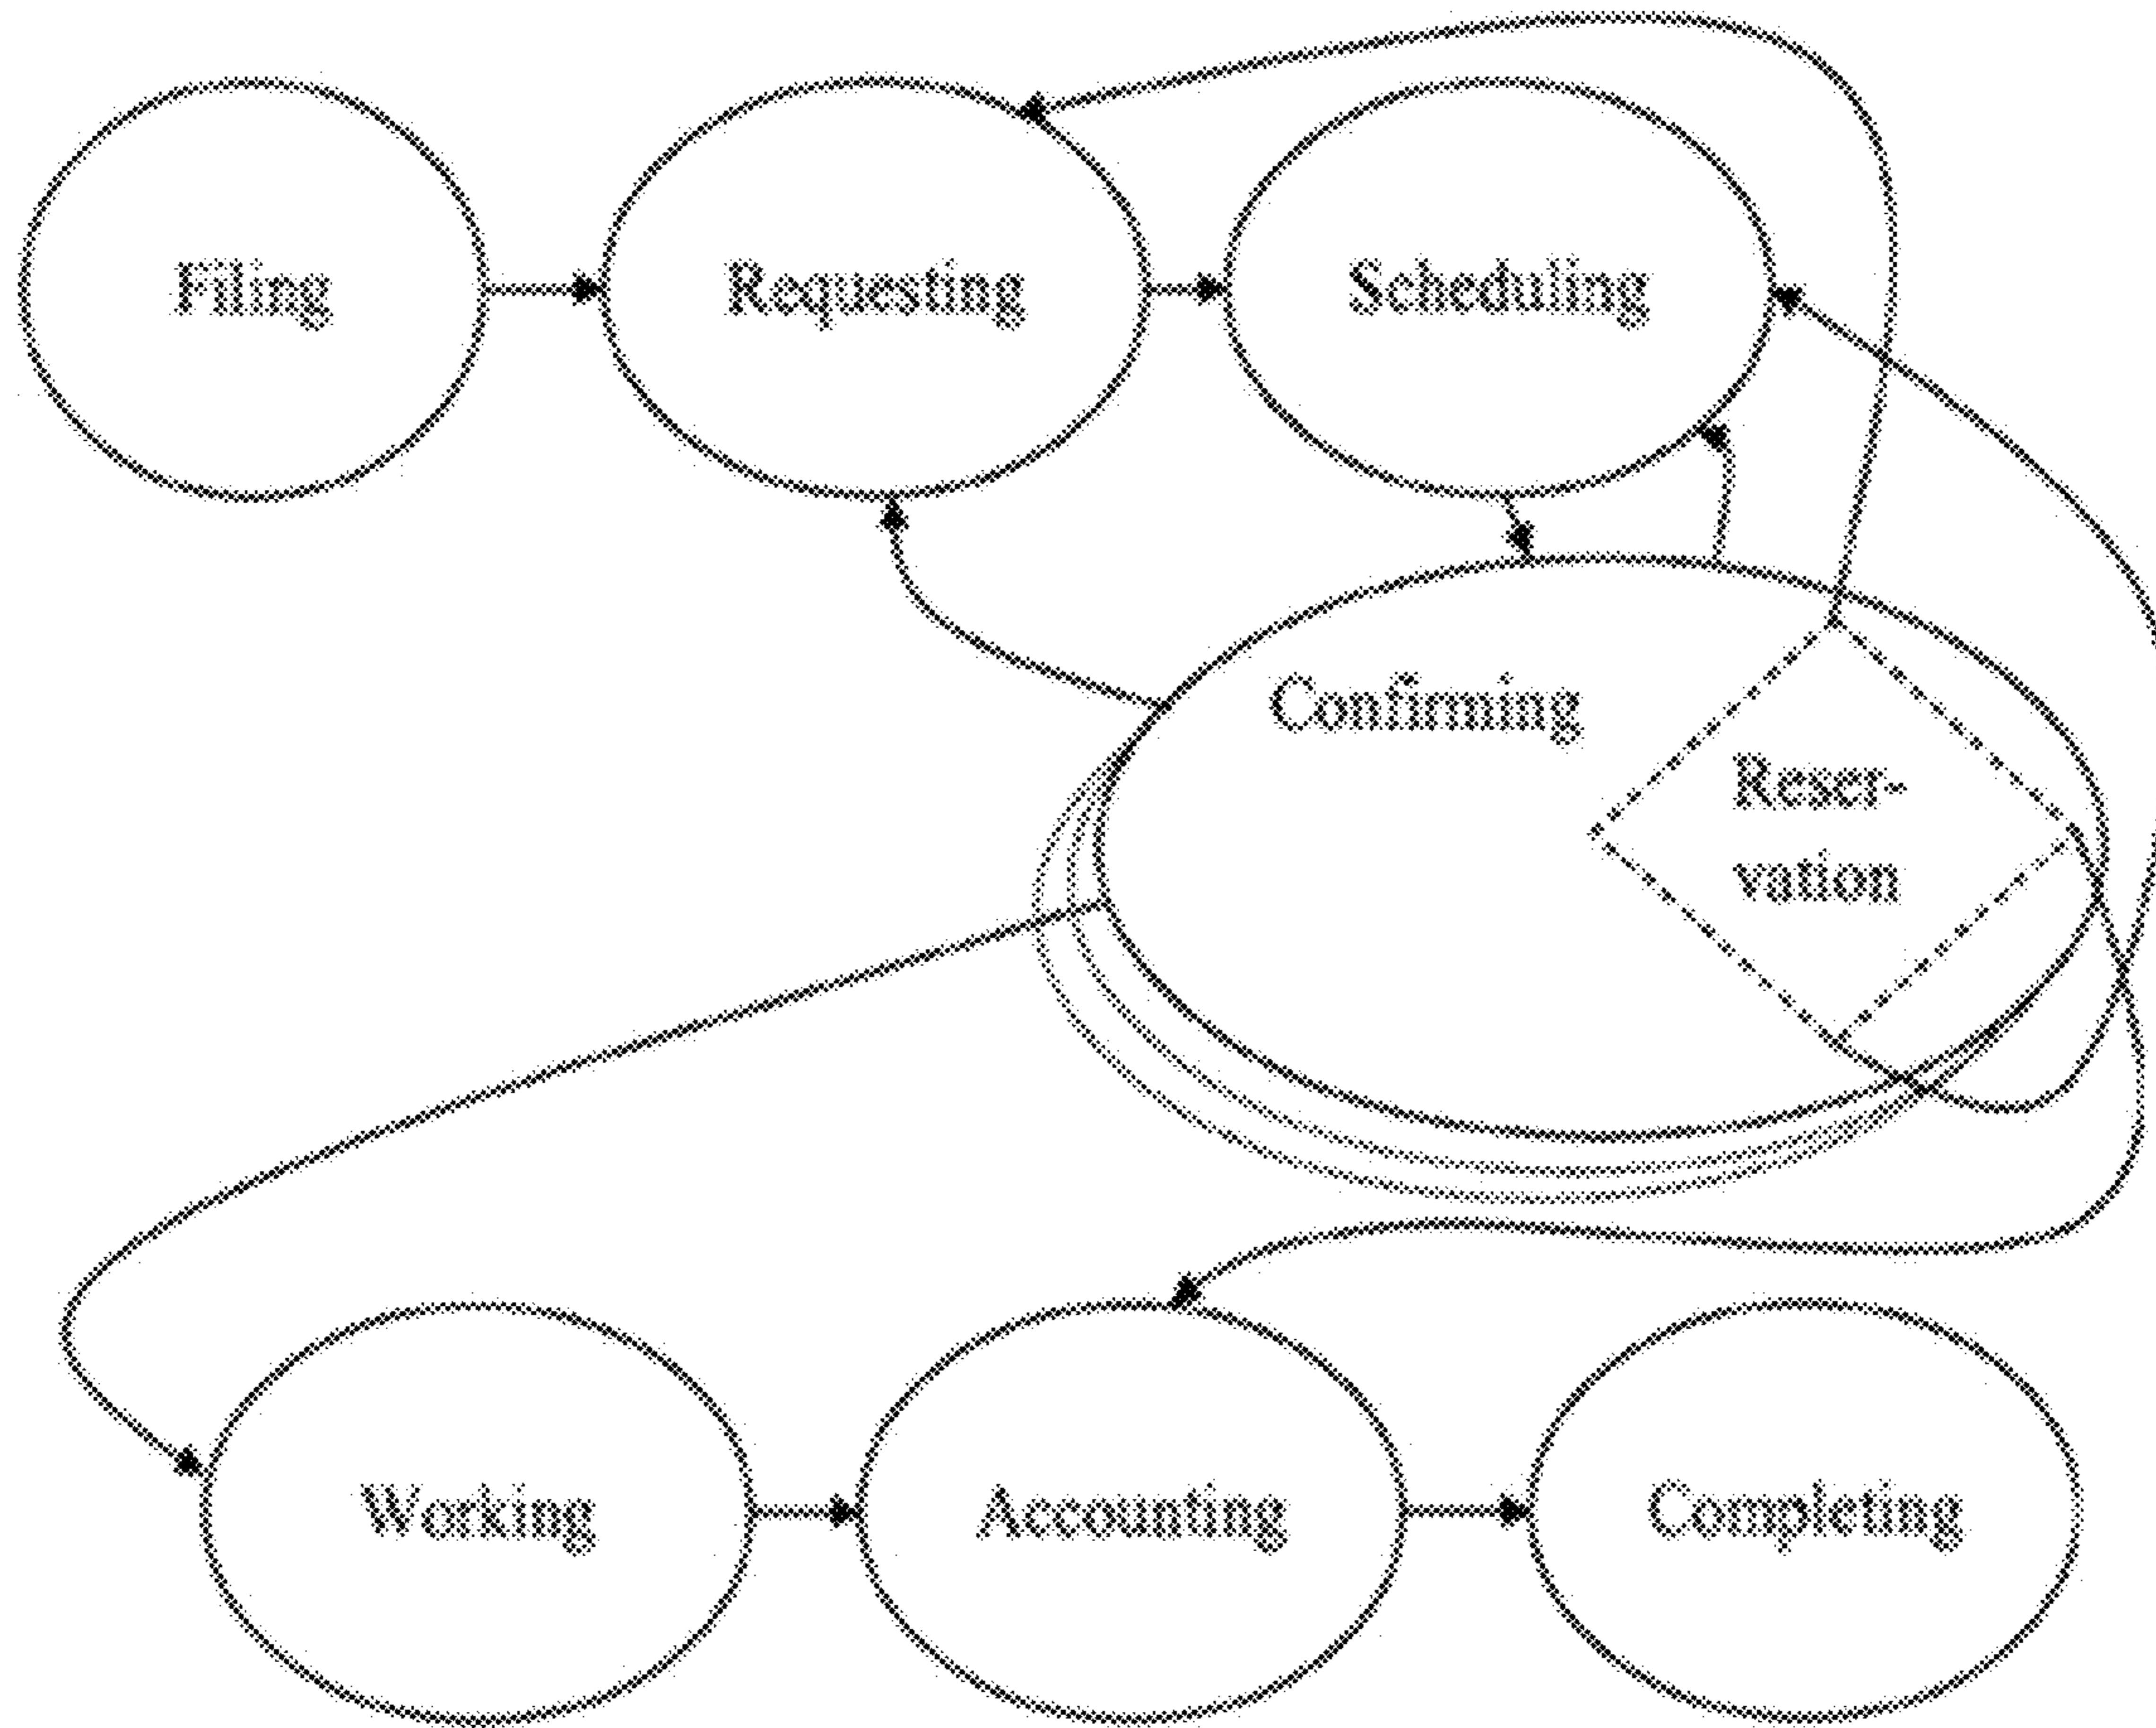 Filing
Requesting
Scheduling
Confirming
Reser-
vation
Working
Accounting
Completing